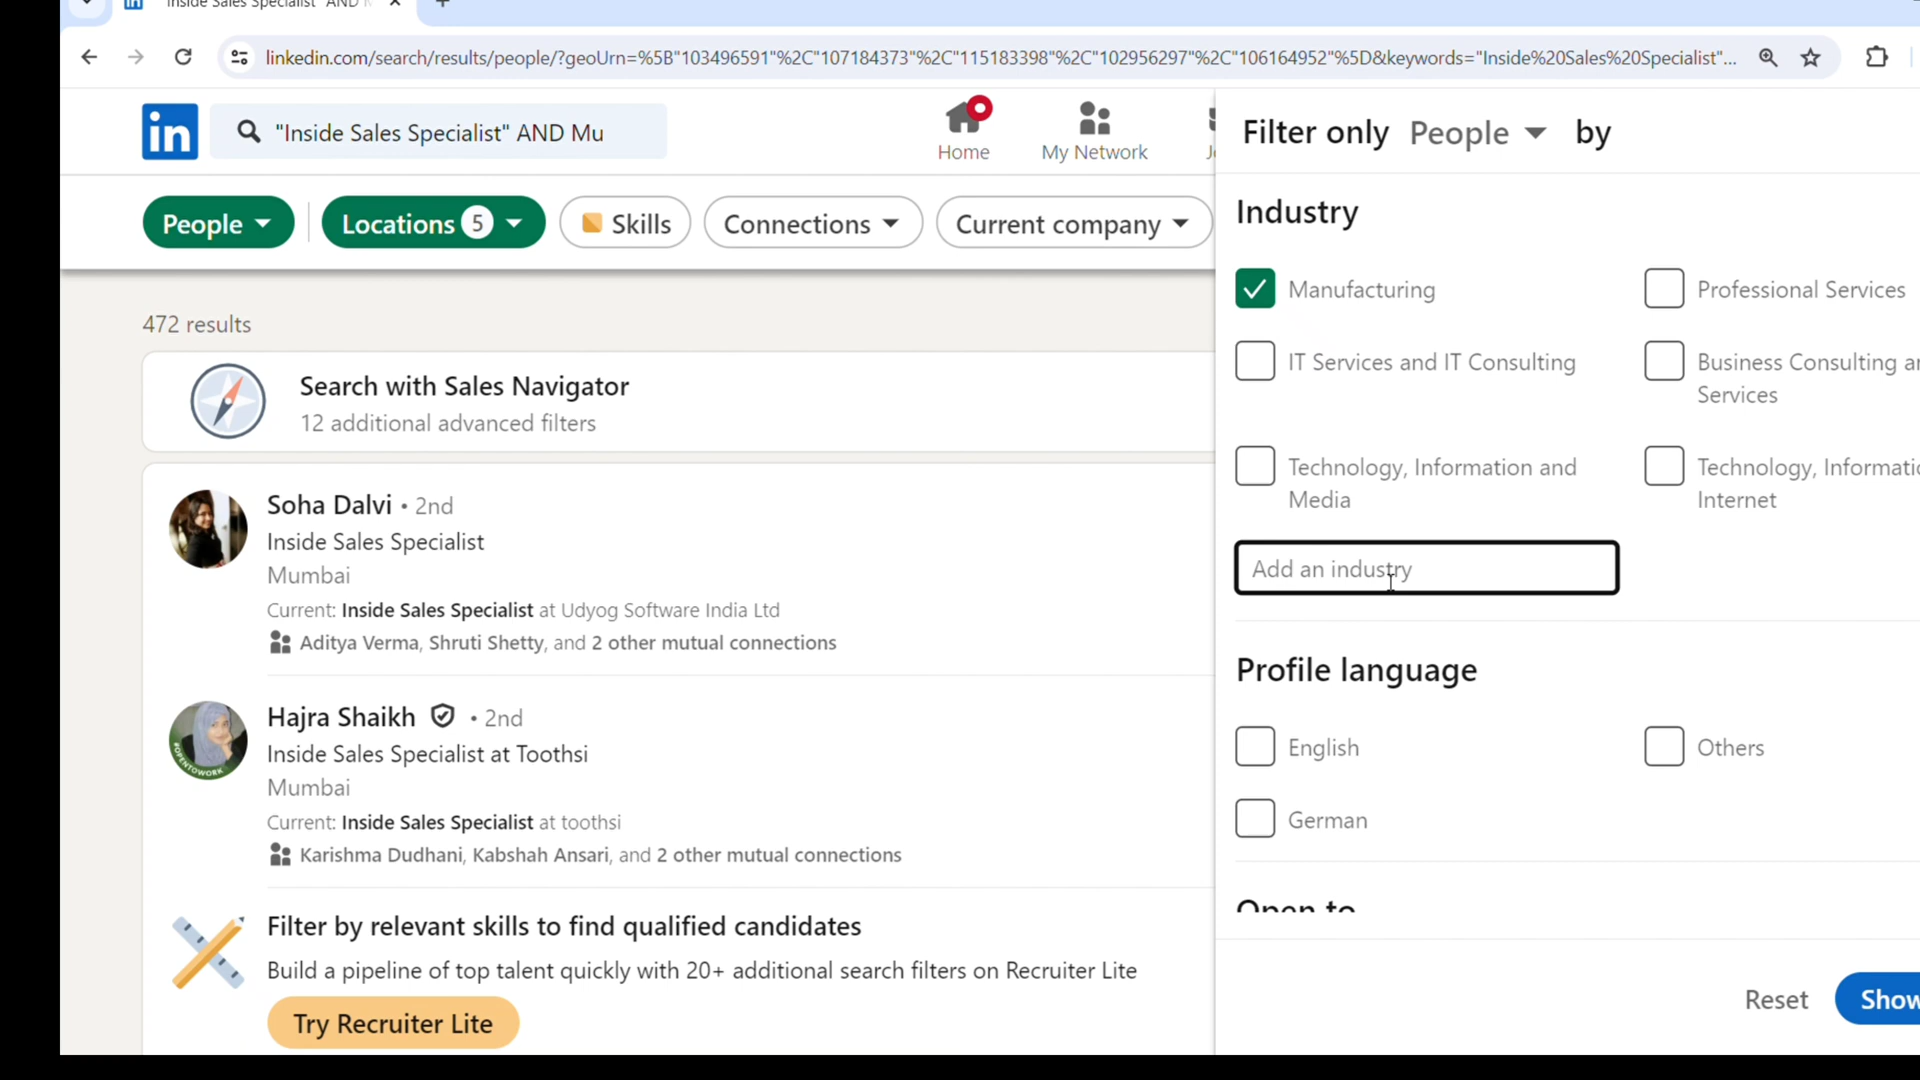 "Inside Sales Specialist" AND
linkedin.com/search/results/people/?geoUrn=%5B"103496591"%2C"107184373"%2C"115183398"%2C"102956297"%2C"106164952"%5D&keywords="Inside%20Sales%20Specialist"...
in
"Inside Sales Specialist" AND Mu
Home
My Network
Filter only People by
People
Locations 5
Skills
Connections
Current company
Industry
Manufacturing
Professional Services
IT Services and IT Consulting
Business Consulting
Services
Technology, Information and
Media
Technology,
Internet
Add an industry
Profile language
English
Others
German
Open to
Reset
Show
472 results
Search with Sales Navigator
12 additional advanced filters
Soha Dalvi • 2nd
Inside Sales Specialist
Mumbai
Current: Inside Sales Specialist at Udyog Software India Ltd
Aditya Verma, Shruti Shetty, and 2 other mutual connections
Hajra Shaikh • 2nd
Inside Sales Specialist at Toothsi
Mumbai
Current: Inside Sales Specialist at toothsi
Karishma Dudhani, Kabshah Ansari, and 2 other mutual connections
#OPENTOWORK
Filter by relevant skills to find qualified candidates
Build a pipeline of top talent quickly with 20+ additional search filters on Recruiter Lite
Try Recruiter Lite